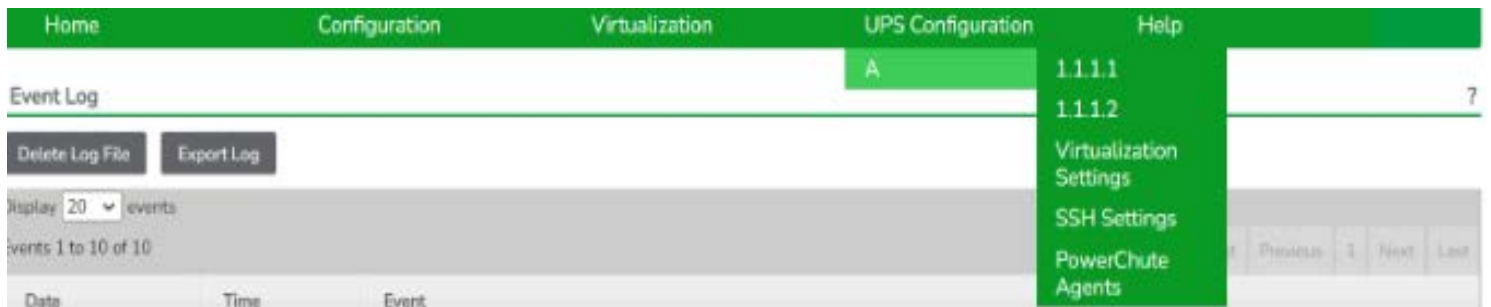 Home Configuration Virtualization UPS Configuration Help
A
1.1.1.1
1.1.1.2
Virtualization
Settings
SSH Settings
PowerChute
Agents
Event Log ?
Delete Log File Export Log
Display 20 events
Events 1 to 10 of 10
Previous 1 Next Last
Date Time Event